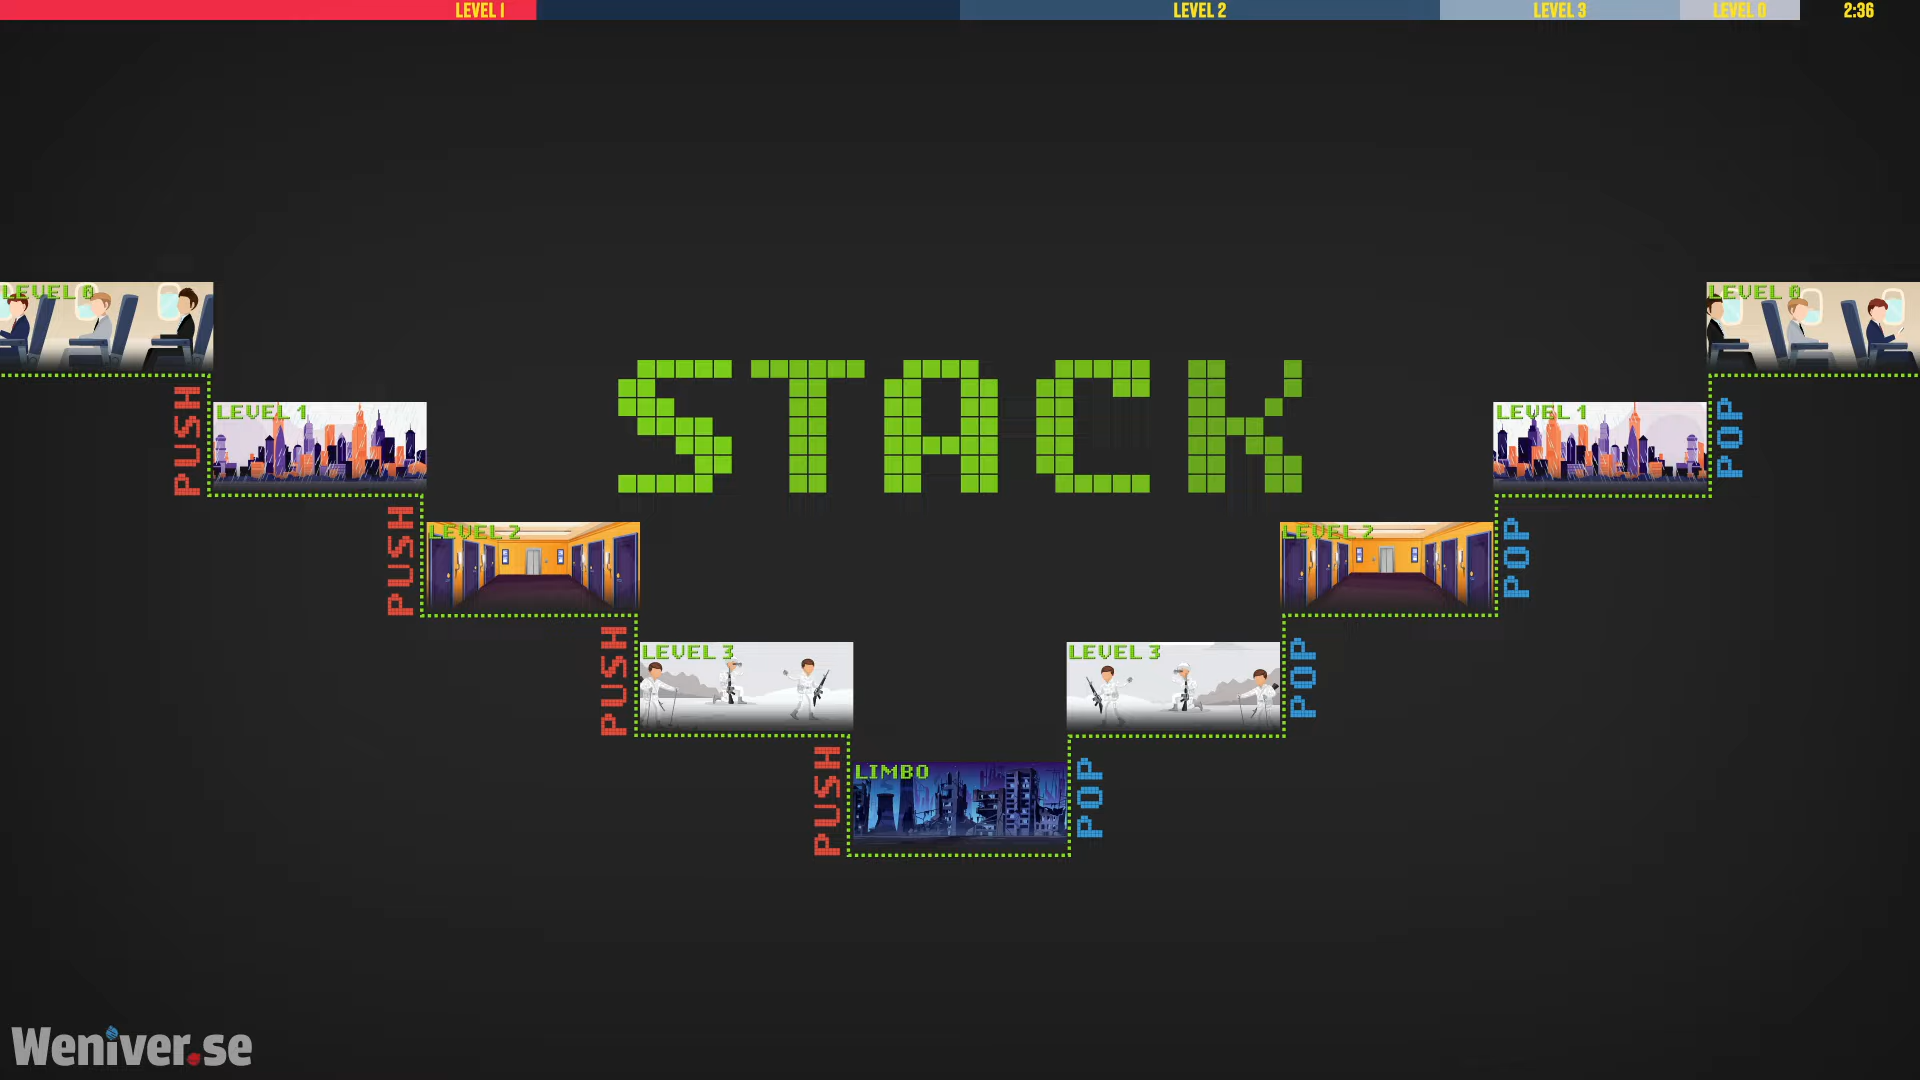 LEVEL 1
LEVEL 2
LEVEL 3
LEVEL 0
2:36
LEVEL 0
LEVEL 0
STACK
PUSH
LEVEL 1
LEVEL 1
POP
PUSH
LEVEL 2
LEVEL 2
POP
PUSH
LEVEL 3
LEVEL 3
POP
PUSH
LIMBO
POP
Weniver.se